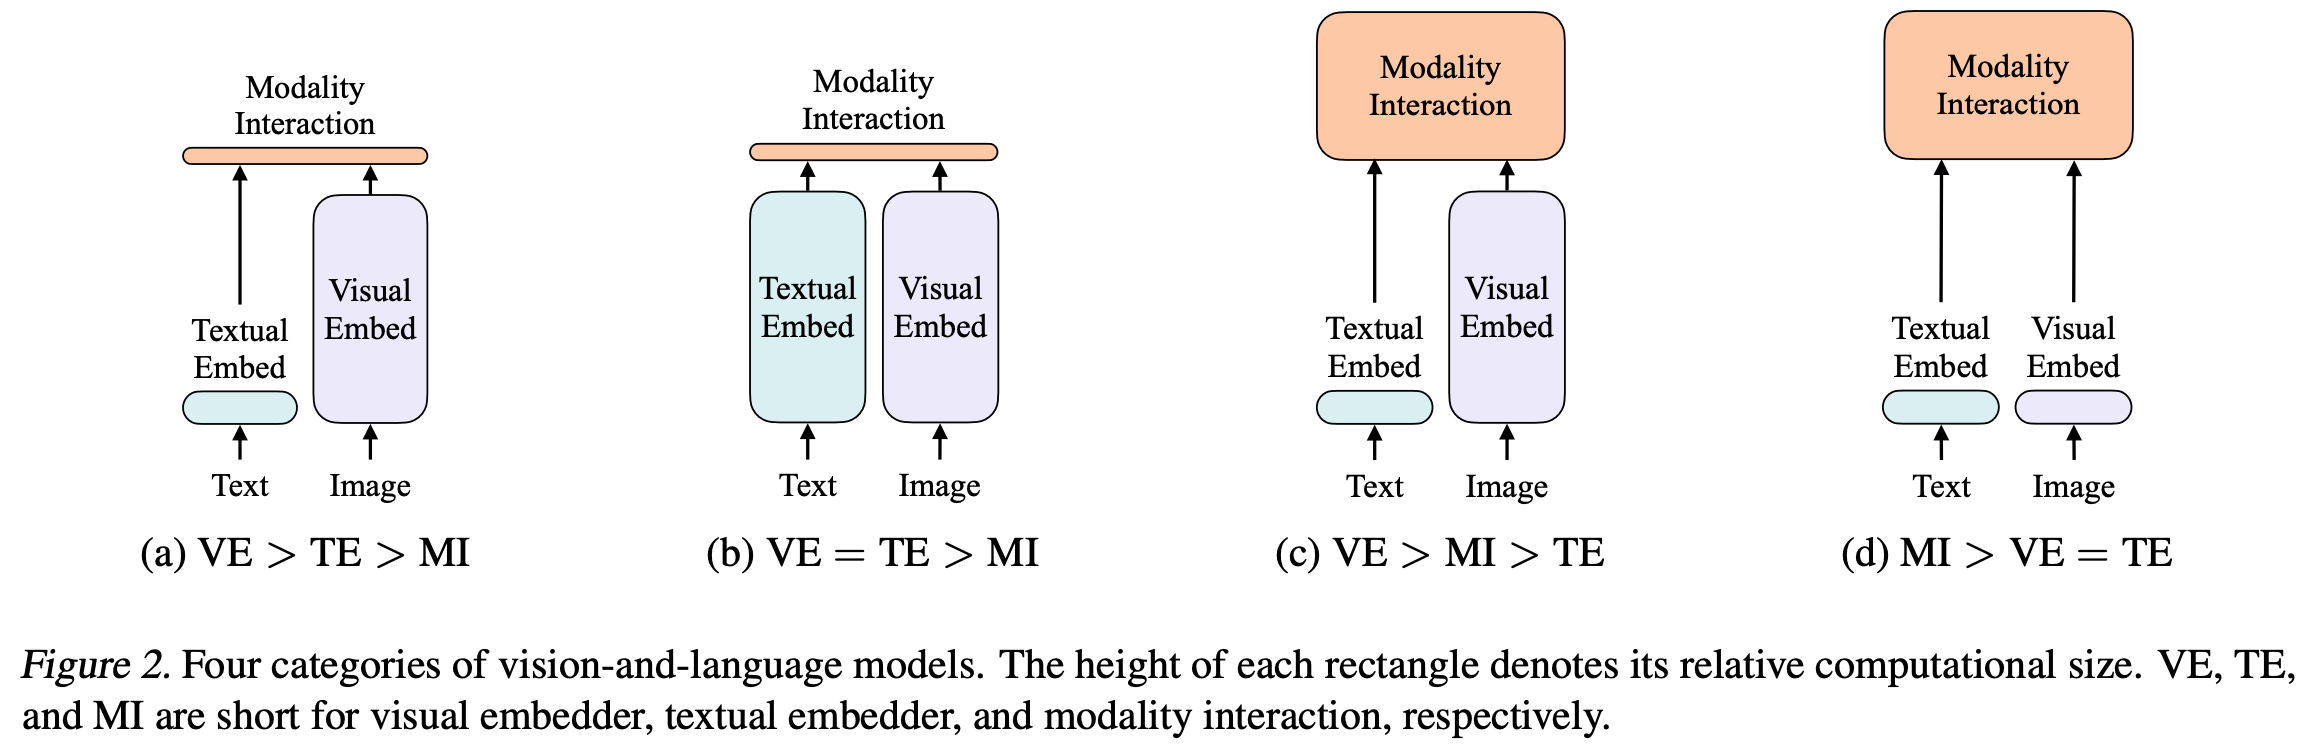 Modality
Interaction
Textual
Embed
Visual
Embed
Text
Image
(a) VE > TE > MI
Modality
Interaction
Textual
Embed
Visual
Embed
Text
Image
(b) VE = TE > MI
Modality
Interaction
Textual
Embed
Visual
Embed
Text
Image
(c) VE > MI > TE
Modality
Interaction
Textual
Embed
Visual
Embed
Text
Image
(d) MI > VE = TE
Figure 2. Four categories of vision-and-language models. The height of each rectangle denotes its relative computational size. VE, TE,
and MI are short for visual embedder, textual embedder, and modality interaction, respectively.